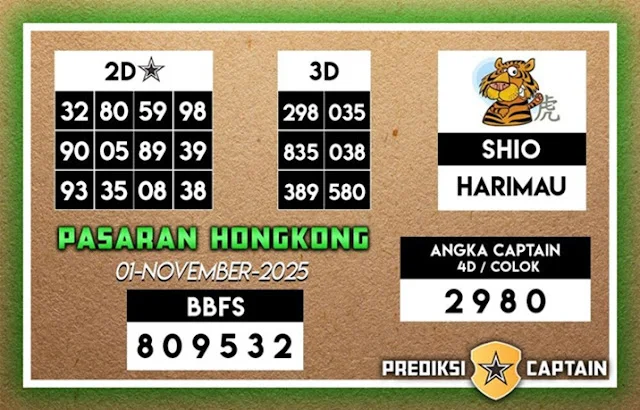 2D
32 80 59 98
90 05 89 39
93 35 08 38
3D
298 035
835 038
389 580
虎
SHIO
HARIMAU
PASARAN HONGKONG
01-NOVEMBER-2025
BBFS
809532
ANGKA CAPTAIN
4D / COLOK
2980
PREDIKSI CAPTAIN